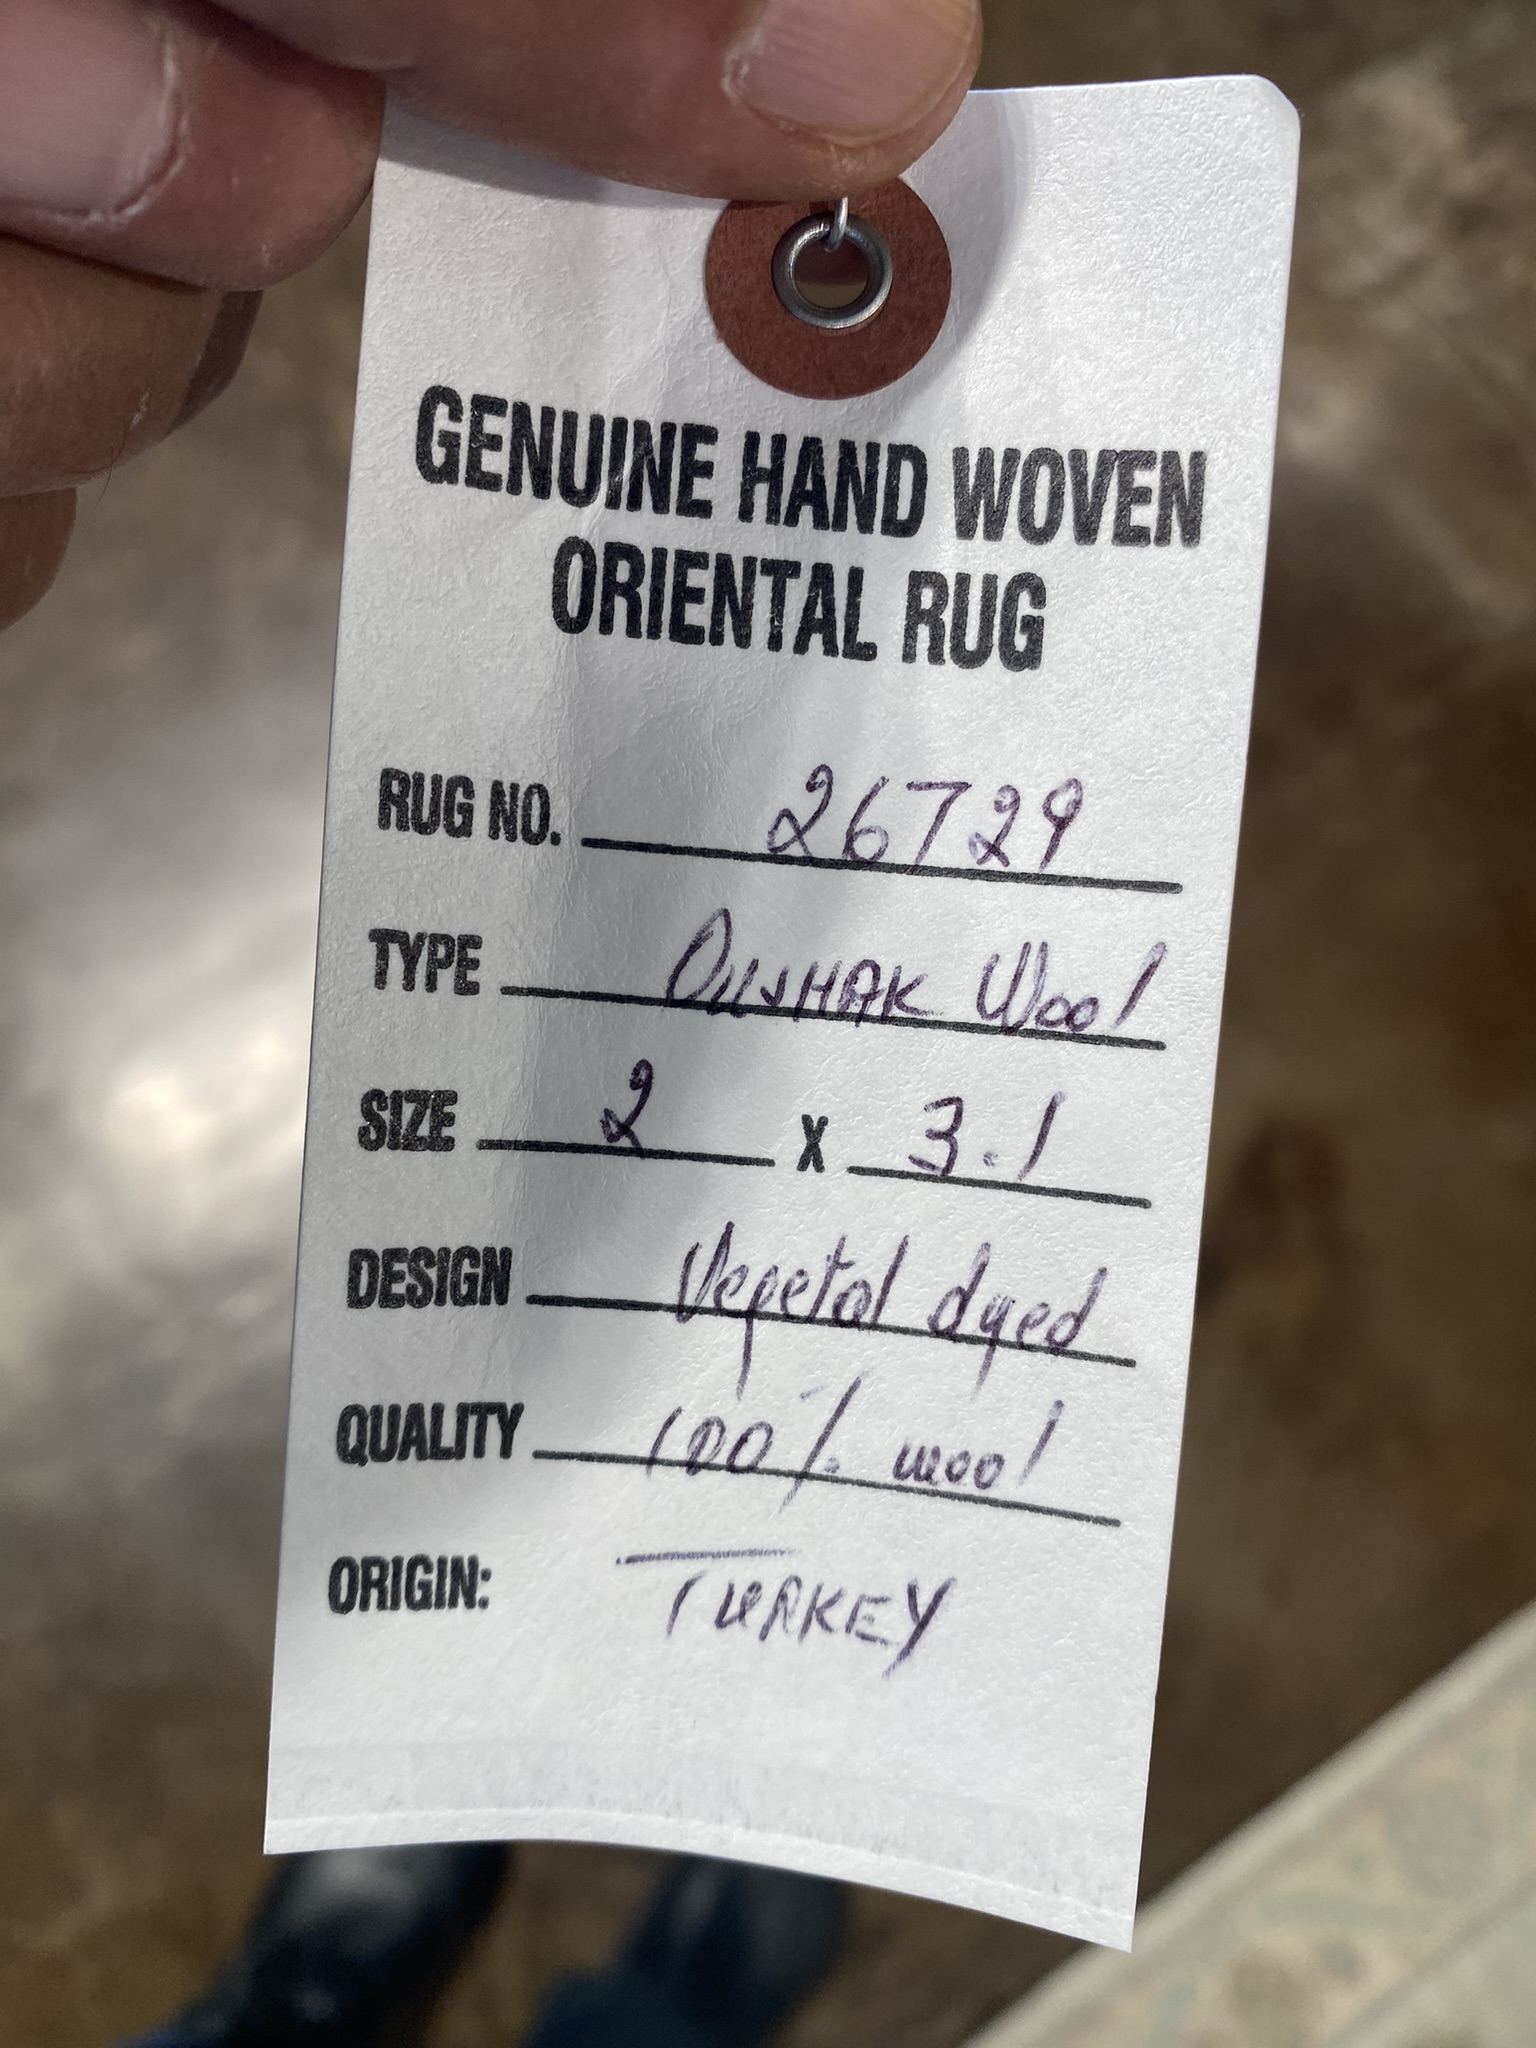 GENUINE HAND WOVEN
ORIENTAL RUG
RUG NO. 26729
TYPE OUSHAK Wool
SIZE 2 X 3.1
DESIGN Vegetal dyed
QUALITY 100% wool
ORIGIN: TURKEY